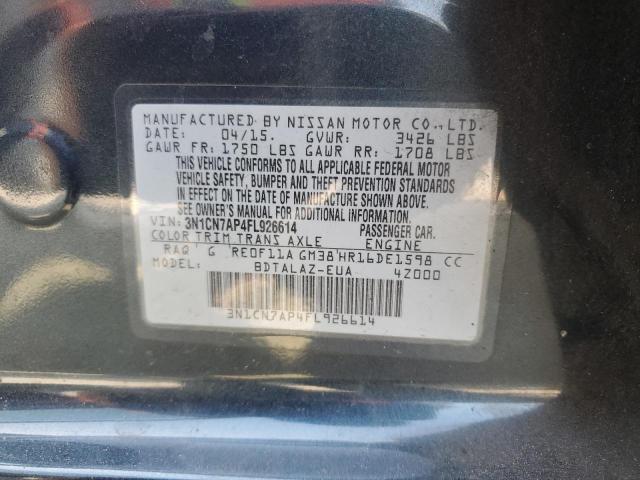 MANUFACTURED BY NISSAN MOTOR CO., LTD.
DATE: 04/15. GVWR: 3426 LBS
GAWR FR: 1750 LBS GAWR RR: 1708 LBS
THIS VEHICLE CONFORMS TO ALL APPLICABLE FEDERAL MOTOR
VEHICLE SAFETY, BUMPER AND THEFT PREVENTION STANDARDS
IN EFFECT ON THE DATE OF MANUFACTURE SHOWN ABOVE.
SEE OWNER'S MANUAL FOR ADDITIONAL INFORMATION.
VIN: 3N1CN7AP4FL926614 PASSENGER CAR.
COLOR TRIM TRANS AXLE ENGINE
RAQ G RE0F11A GM38 HR16DE1598 CC
MODEL: BDTALAZ-EUA 4Z000
3N1CN7AP4FL926614